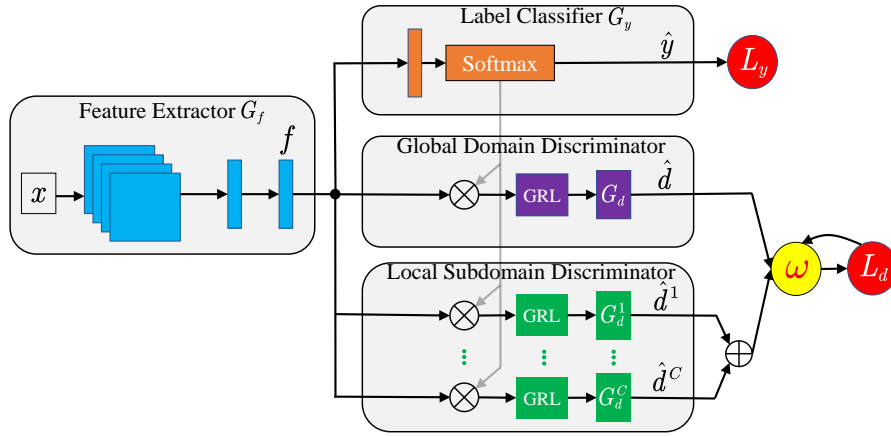 Label Classifier G_y
Softmax
ŷ
L_y
Feature Extractor G_f
x
f
Global Domain Discriminator
GRL
G_d
d̂
ω
L_d
Local Subdomain Discriminator
GRL
G_d^1
d̂^1
GRL
G_d^C
d̂^C